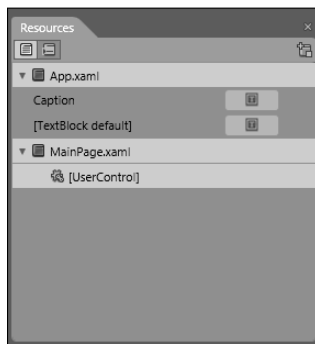 Resources
App.xaml
Caption
[TextBlock default]
MainPage.xaml
[UserControl]